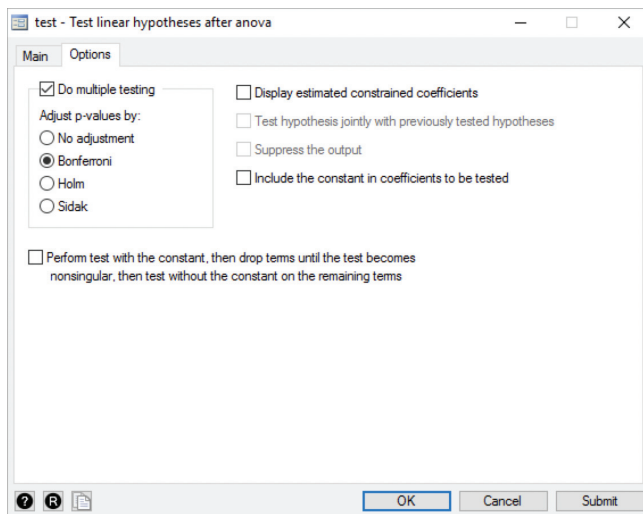 test - Test linear hypotheses after anova
Main
Options
Do multiple testing
Adjust p-values by:
No adjustment
Bonferroni
Holm
Sidak
Display estimated constrained coefficients
Test hypothesis jointly with previously tested hypotheses
Suppress the output
Include the constant in coefficients to be tested
Perform test with the constant, then drop terms until the test becomes
nonsingular, then test without the constant on the remaining terms
? R
OK
Cancel
Submit